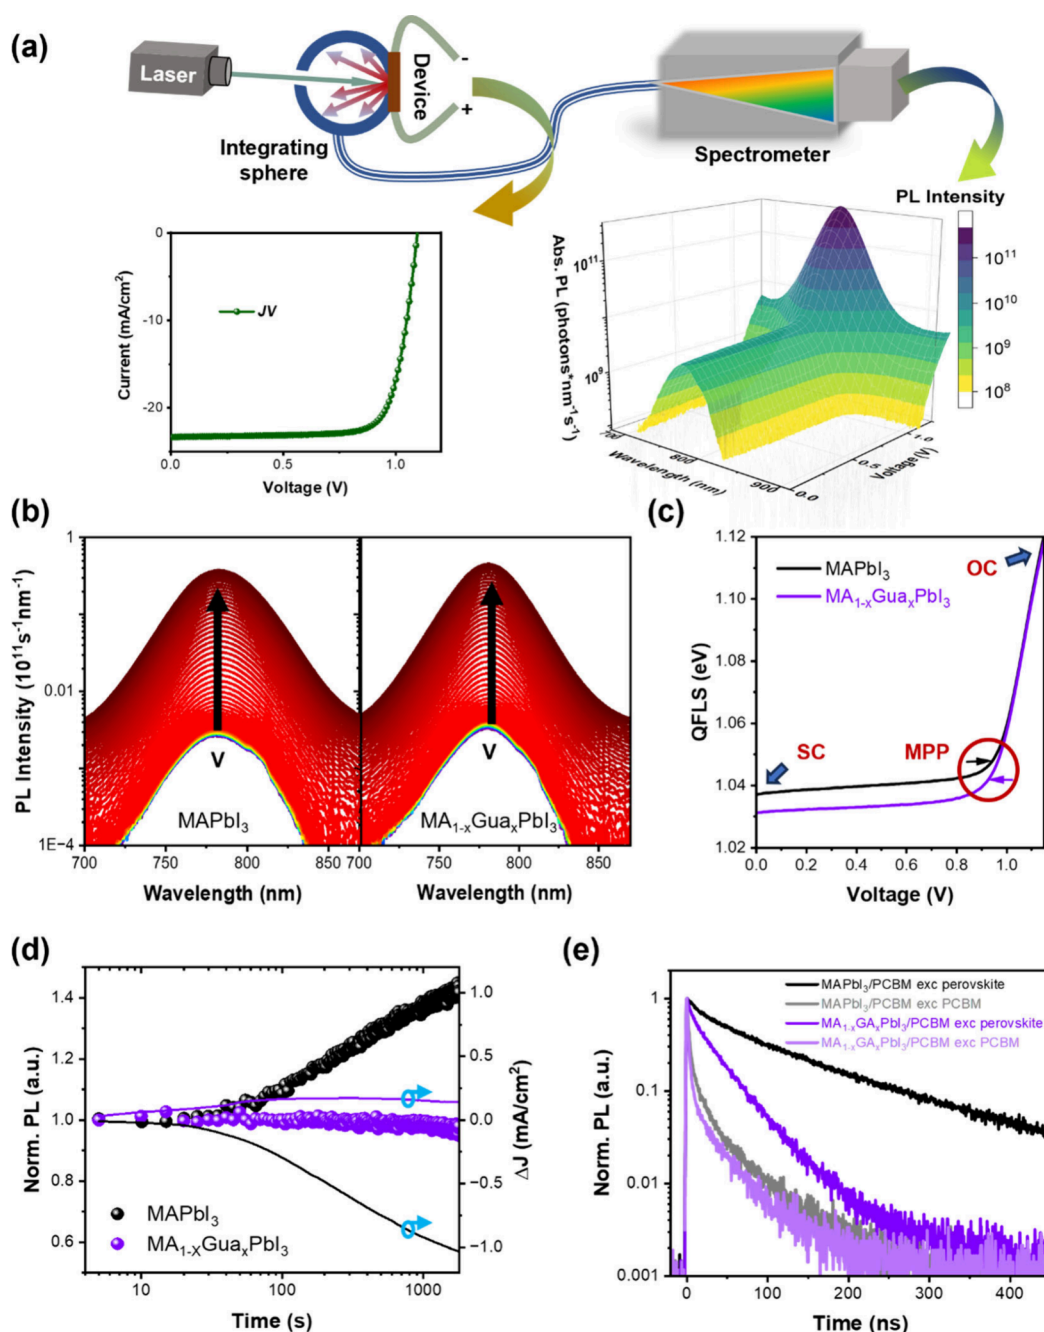 (a)
Laser
Device
-
+
Integrating
sphere
Spectrometer
PL Intensity
10¹¹
10¹⁰
10⁹
10⁸
Abs. PL (photons*nm⁻¹s⁻¹)
10¹¹
10⁹
700
800
900
Wavelength (nm)
0.0
0.5
1.0
Voltage (V)
Current (mA/cm²)
0
-10
-20
JV
0.0
0.5
1.0
Voltage (V)
(b)
PL Intensity (10¹¹s⁻¹nm⁻¹)
1
0.01
1E-4
V
V
MAPbI₃
MA₁₋ₓGuaₓPbI₃
700
750
800
850
700
750
800
850
Wavelength (nm)
Wavelength (nm)
(c)
QFLS (eV)
1.12
1.10
1.08
1.06
1.04
1.02
MAPbI₃
MA₁₋ₓGuaₓPbI₃
OC
SC
MPP
0.0
0.2
0.4
0.6
0.8
1.0
Voltage (V)
(d)
Norm. PL (a.u.)
1.4
1.2
1.0
0.8
0.6
1.0
0.5
0.0
−0.5
−1.0
ΔJ (mA/cm²)
MAPbI₃
MA₁₋ₓGuaₓPbI₃
10
100
1000
Time (s)
(e)
Norm. PL (a.u.)
1
0.1
0.01
0.001
MAPbI₃/PCBM exc perovskite
MAPbI₃/PCBM exc PCBM
MA₁₋ₓGAₓPbI₃/PCBM exc perovskite
MA₁₋ₓGAₓPbI₃/PCBM exc PCBM
0
100
200
300
400
Time (ns)